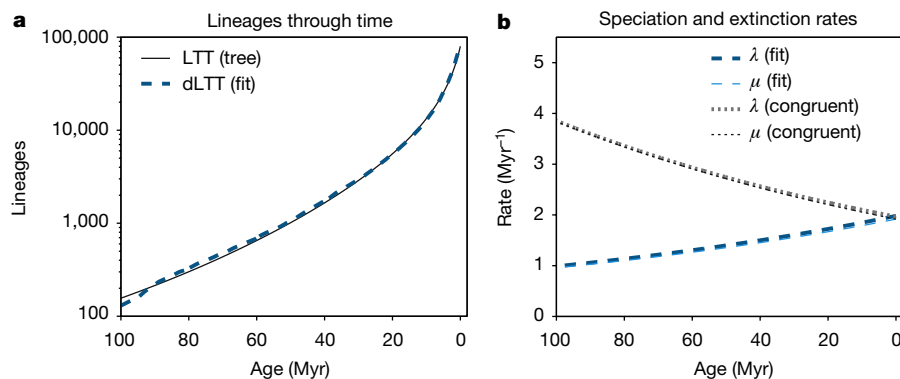 a Lineages through time
100,000
10,000
1,000
100
Lineages
LTT (tree)
dLTT (fit)
100 80 60 40 20 0
Age (Myr)
b Speciation and extinction rates
5
4
3
2
1
0
Rate (Myr⁻¹)
λ (fit)
μ (fit)
λ (congruent)
μ (congruent)
100 80 60 40 20 0
Age (Myr)